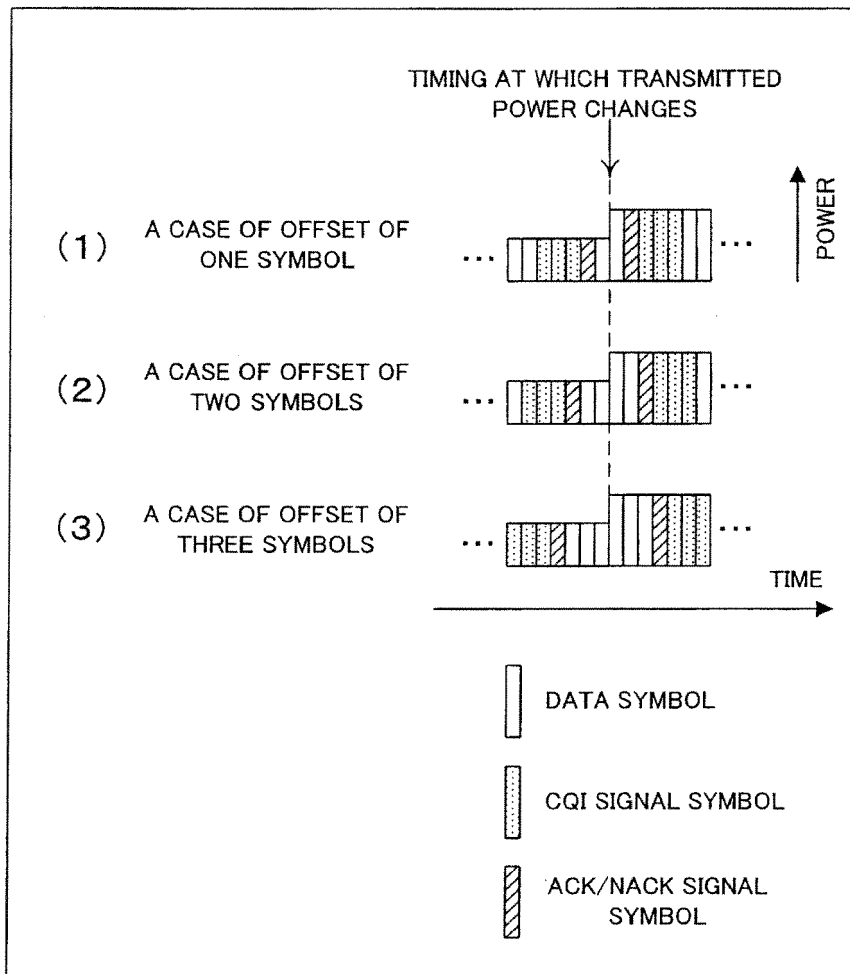 TIMING AT WHICH TRANSMITTED
POWER CHANGES
POWER
(1) A CASE OF OFFSET OF
ONE SYMBOL
...
...
(2) A CASE OF OFFSET OF
TWO SYMBOLS
...
...
(3) A CASE OF OFFSET OF
THREE SYMBOLS
...
...
TIME
DATA SYMBOL
CQI SIGNAL SYMBOL
ACK/NACK SIGNAL
SYMBOL